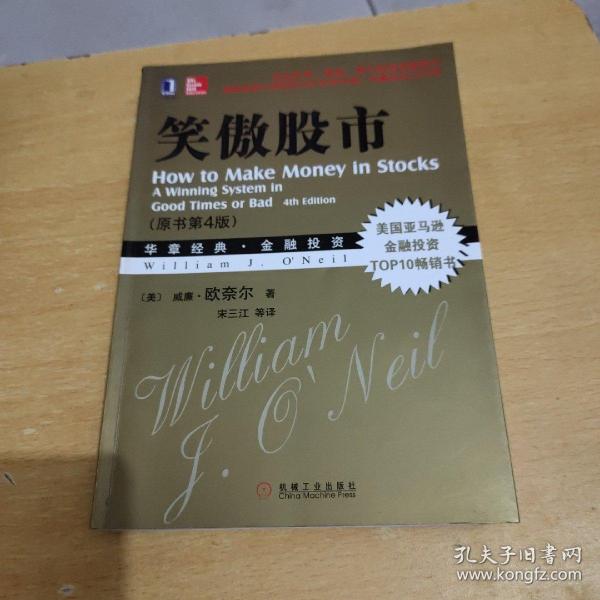 笑傲股市
How to Make Money in Stocks
A Winning System in
Good Times or Bad 4th Edition
(原书第4版)
华章经典·金融投资
William J. O'Neil
美国亚马逊
金融投资
TOP10畅销书
〔美〕 威廉·欧奈尔 著
宋三江 等译
William
J. O'Neil
机械工业出版社
China Machine Press
孔夫子旧书网
www.kongfz.com